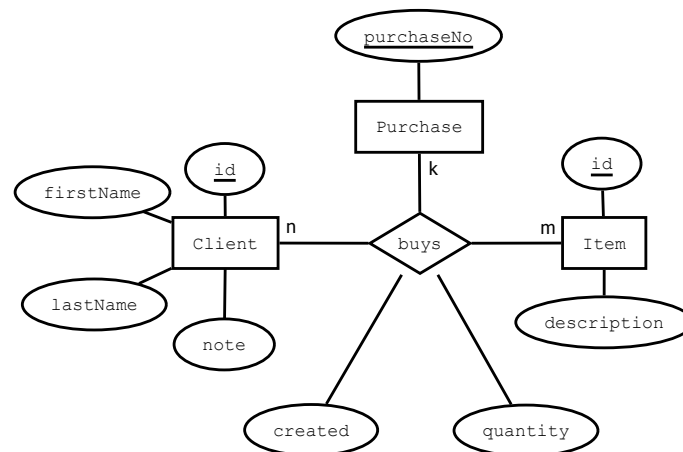 purchaseNo
Purchase
k
id
id
firstName
n
m
Client
buys
Item
lastName
description
note
created
quantity